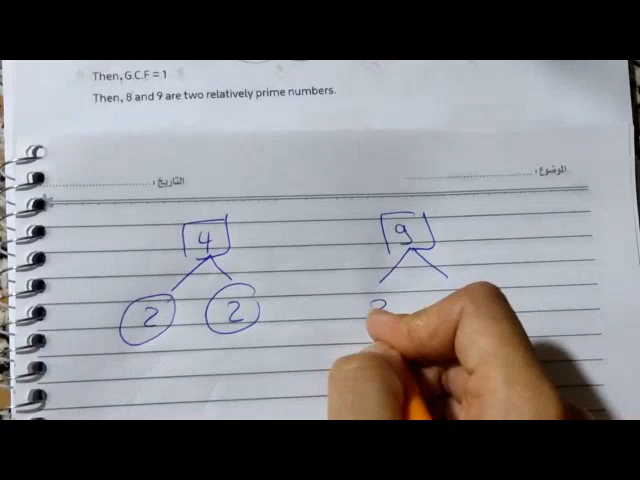 Then, G.C.F = 1
Then, 8 and 9 are two relatively prime numbers.
الموضوع : التاريخ :
4 9
2 2